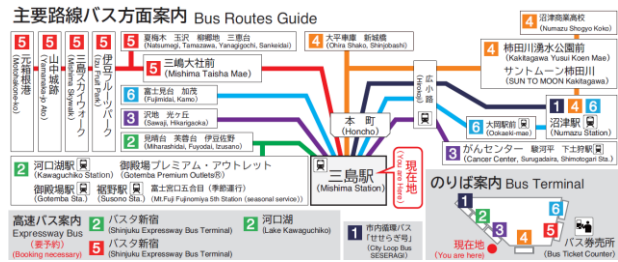 主要路線バス方面案内 Bus Routes Guide
5 元箱根港 (Motohakone-ko)
5 山中城跡 (Yamanakajo Ato)
5 三島スカイウォーク (Mishima Skywalk)
5 伊豆フルーツパーク (Izu Fruit Park)
5 夏梅木 玉沢 柳郷地 三恵台
(Natsumegi, Tamazawa, Yanagigochi, Sankeidai)
5 三嶋大社前
(Mishima Taisha Mae)
6 富士見台 加茂
(Fujimidai, Kamo)
3 沢地 光ヶ丘
(Sawaji, Hikarigaoka)
2 見晴台 芙蓉台 伊豆佐野
(Miharashidai, Fuyodai, Izusano)
4 大平車庫 新城橋
(Ohira Shako, Shinjobashi)
4 沼津商業高校
(Numazu Shogyo Koko)
4 柿田川湧水公園前
(Kakitagawa Yusui Koen Mae)
サントムーン柿田川
(SUN TO MOON Kakitagawa)
広小路
(Hirokoji)
本町
(Honcho)
1 4 6
沼津駅
(Numazu Station)
6 大岡駅前
(Ookaeki-mae)
3 がんセンター 駿河平 下土狩駅
(Cancer Center, Surugadaira, Shimotogari Sta.)
三島駅
(Mishima Station)
現在地
(You are Here)
2 河口湖駅
(Kawaguchiko Station)
御殿場プレミアム・アウトレット
(Gotemba Premium Outlets®)
御殿場駅
(Gotemba Sta.)
裾野駅
(Susono Sta.)
富士宮口五合目(季節運行)
(Mt.Fuji Fujinomiya 5th Station (seasonal service))
高速バス案内
Expressway Bus
(要予約)
(Booking necessary)
2 バスタ新宿
(Shinjuku Expressway Bus Terminal)
5 バスタ新宿
(Shinjuku Expressway Bus Terminal)
2 河口湖
(Lake Kawaguchiko)
1 市内循環バス
「せせらぎ号」
(City Loop Bus
SESERAGI)
のりば案内 Bus Terminal
1
2
3
4
5
6
現在地
(You are here)
バス券売所
(Bus Ticket Counter)